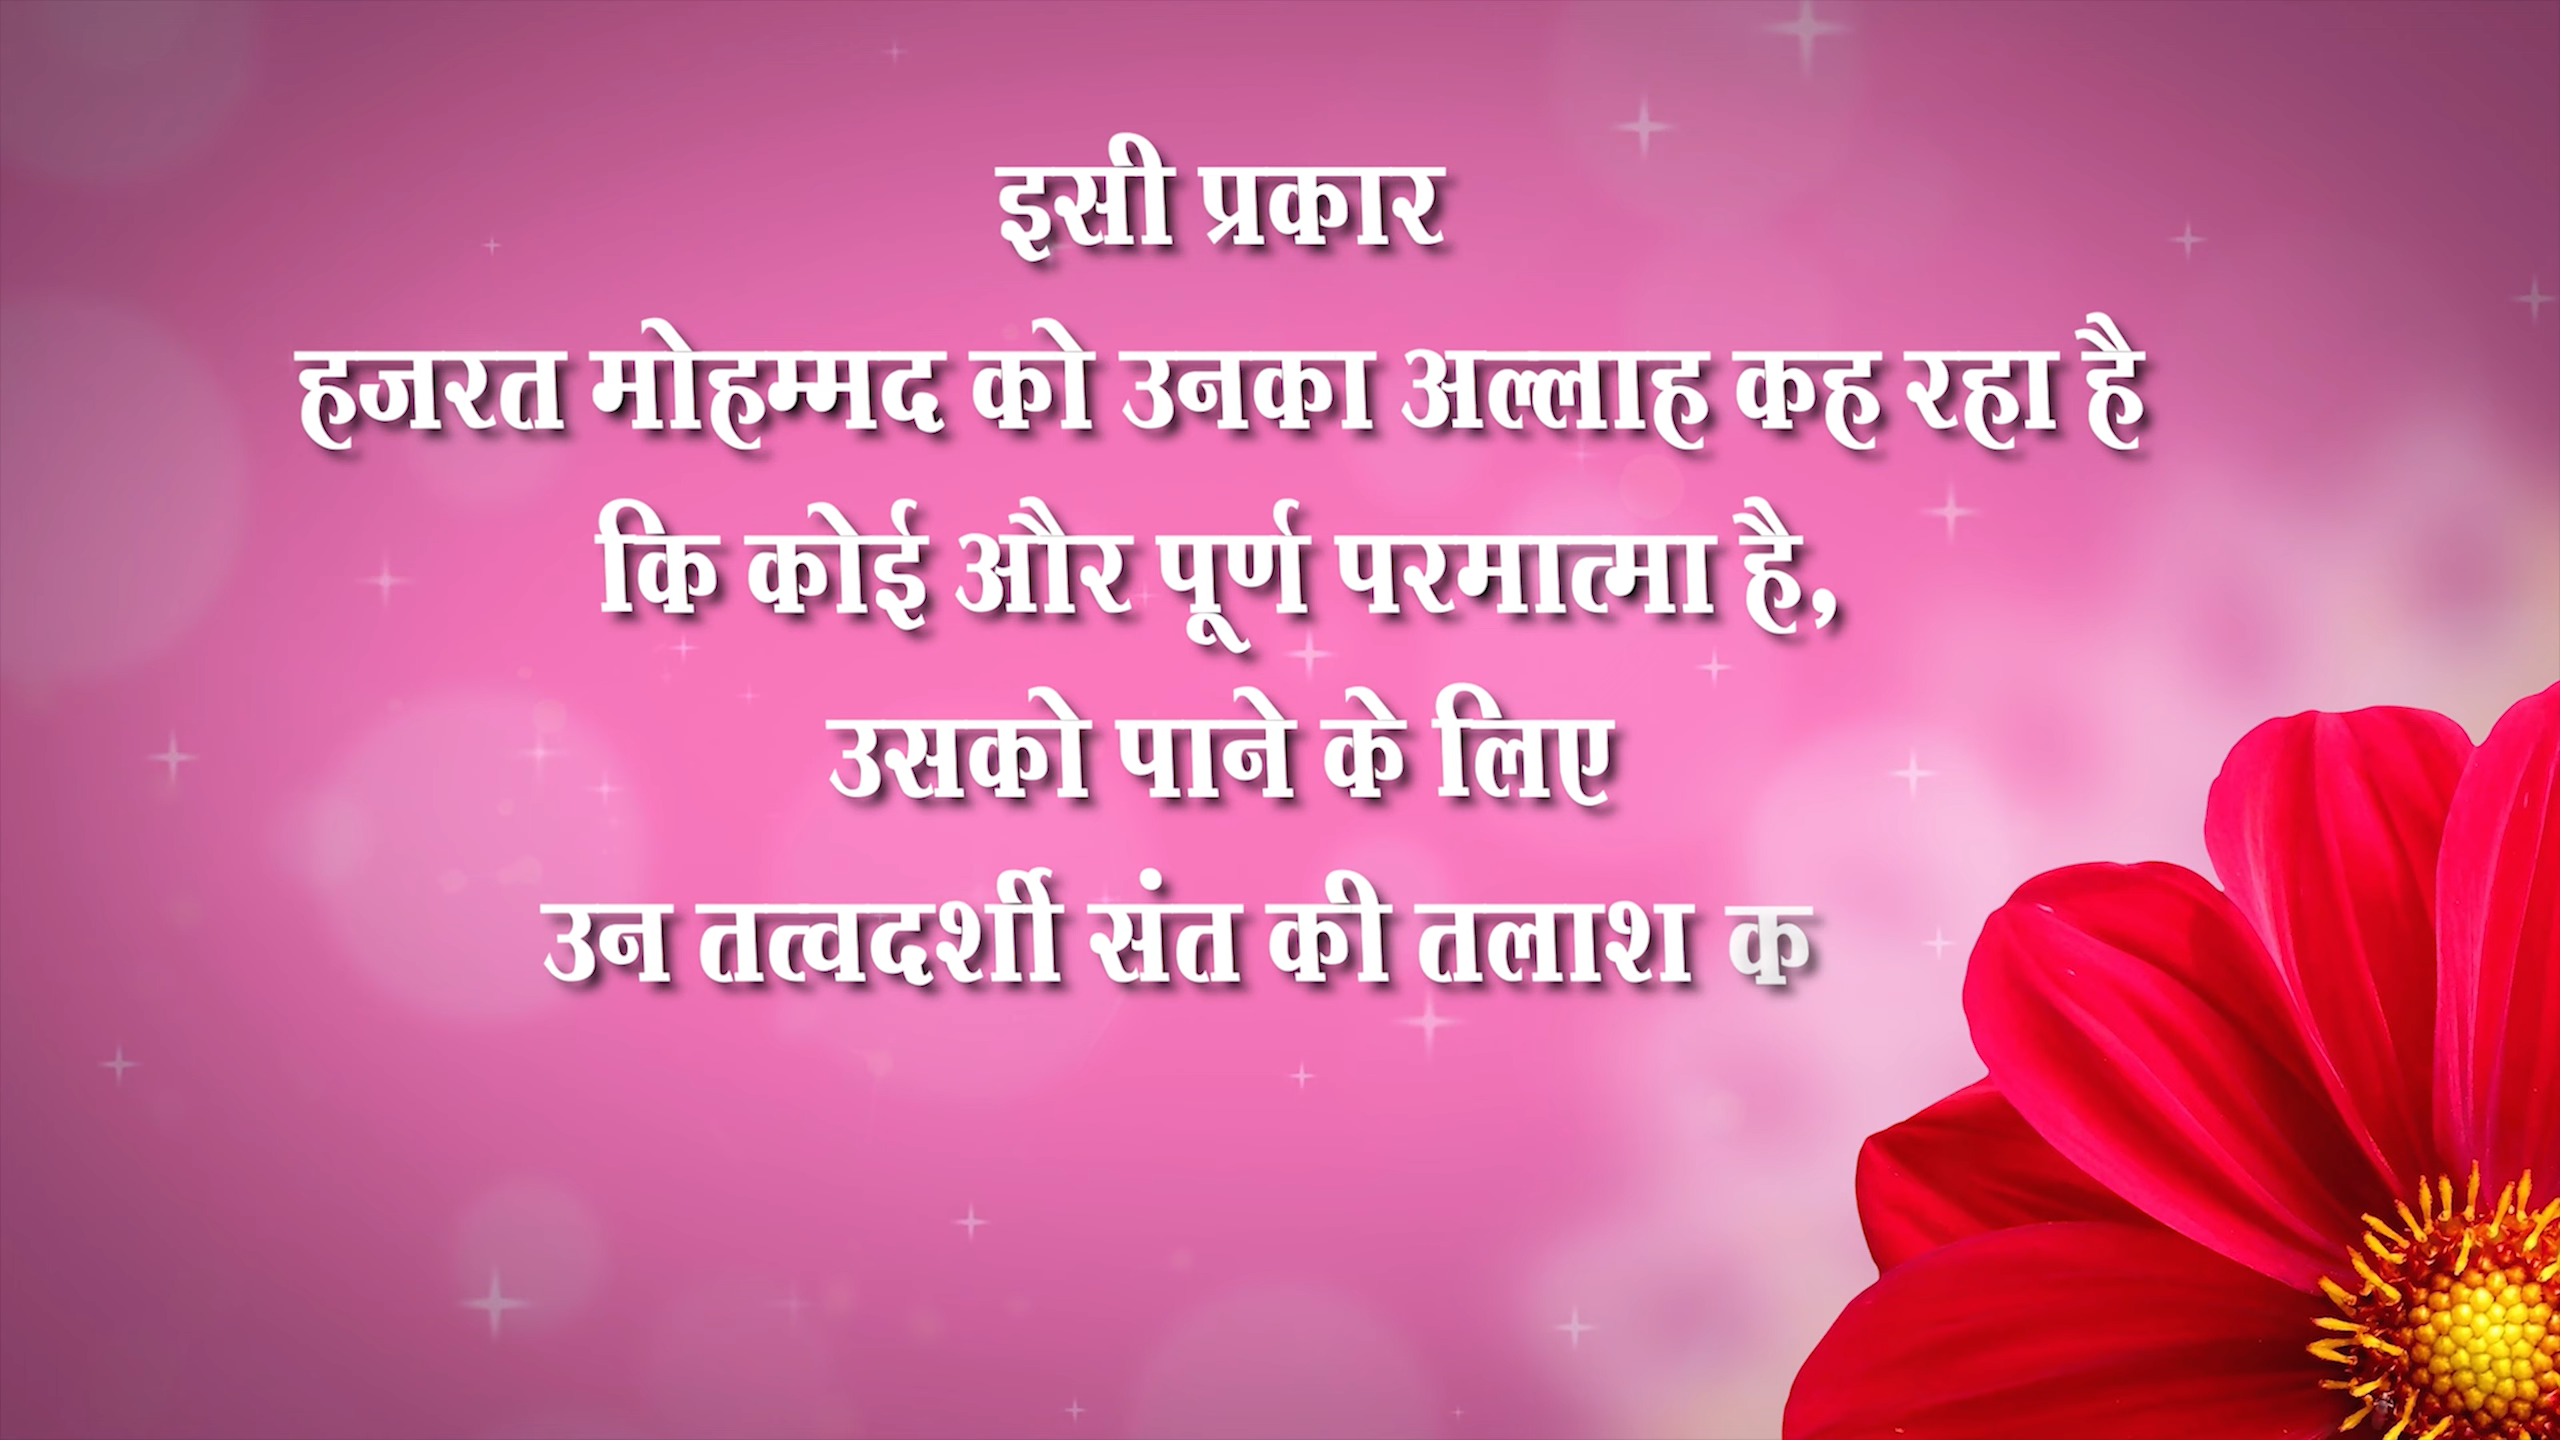 इसी प्रकार
हजरत मोहम्मद को उनका अल्लाह कह रहा है
कि कोई और पूर्ण परमात्मा है,
उसको पाने के लिए
उन तत्वदर्शी संत की तलाश क